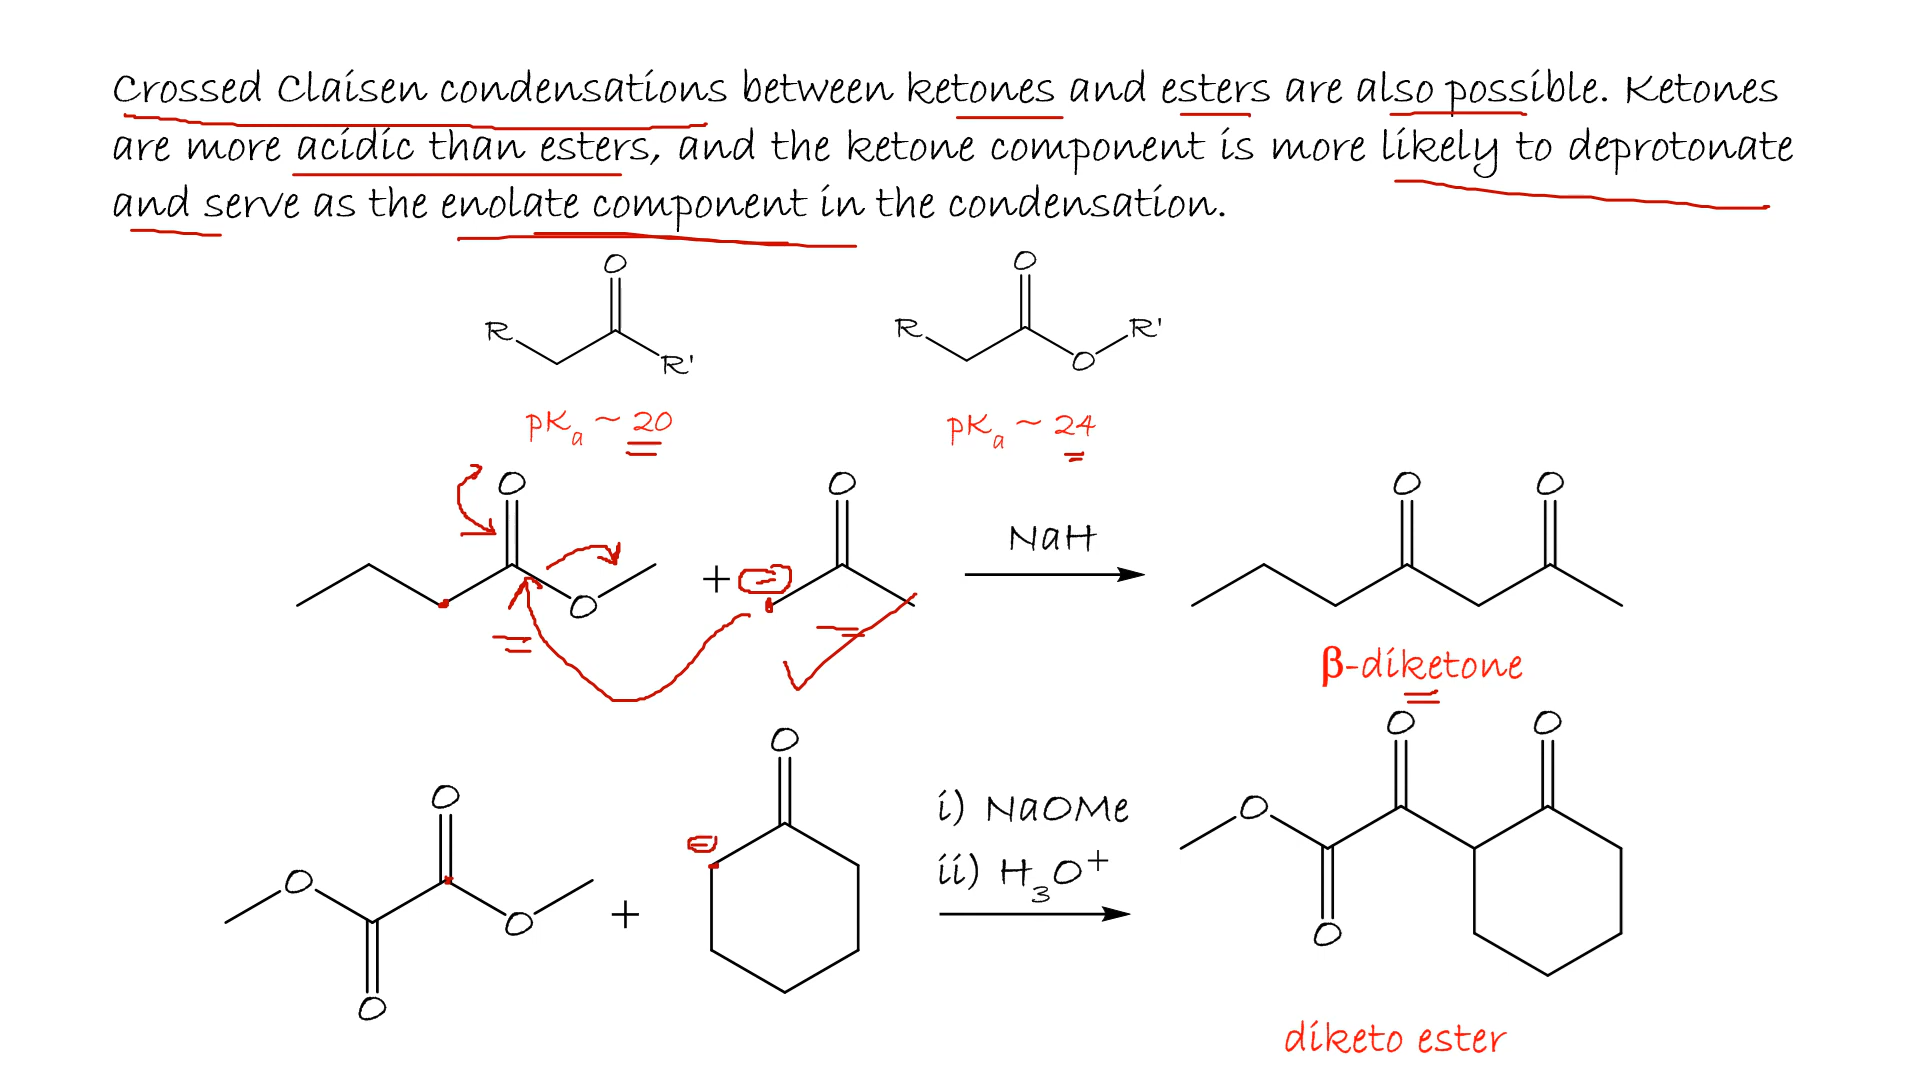 Crossed Claisen condensations between ketones and esters are also possible. Ketones
are more acidic than esters, and the ketone component is more likely to deprotonate
and serve as the enolate component in the condensation.
O O
R R' R O R'
pKa ~ 20 pKa ~ 24
O O O O
NaH
+ −
O
β-diketone
O O O
O
i) NaOMe
O
−
ii) H3O+
O O
+
O O
diketo ester